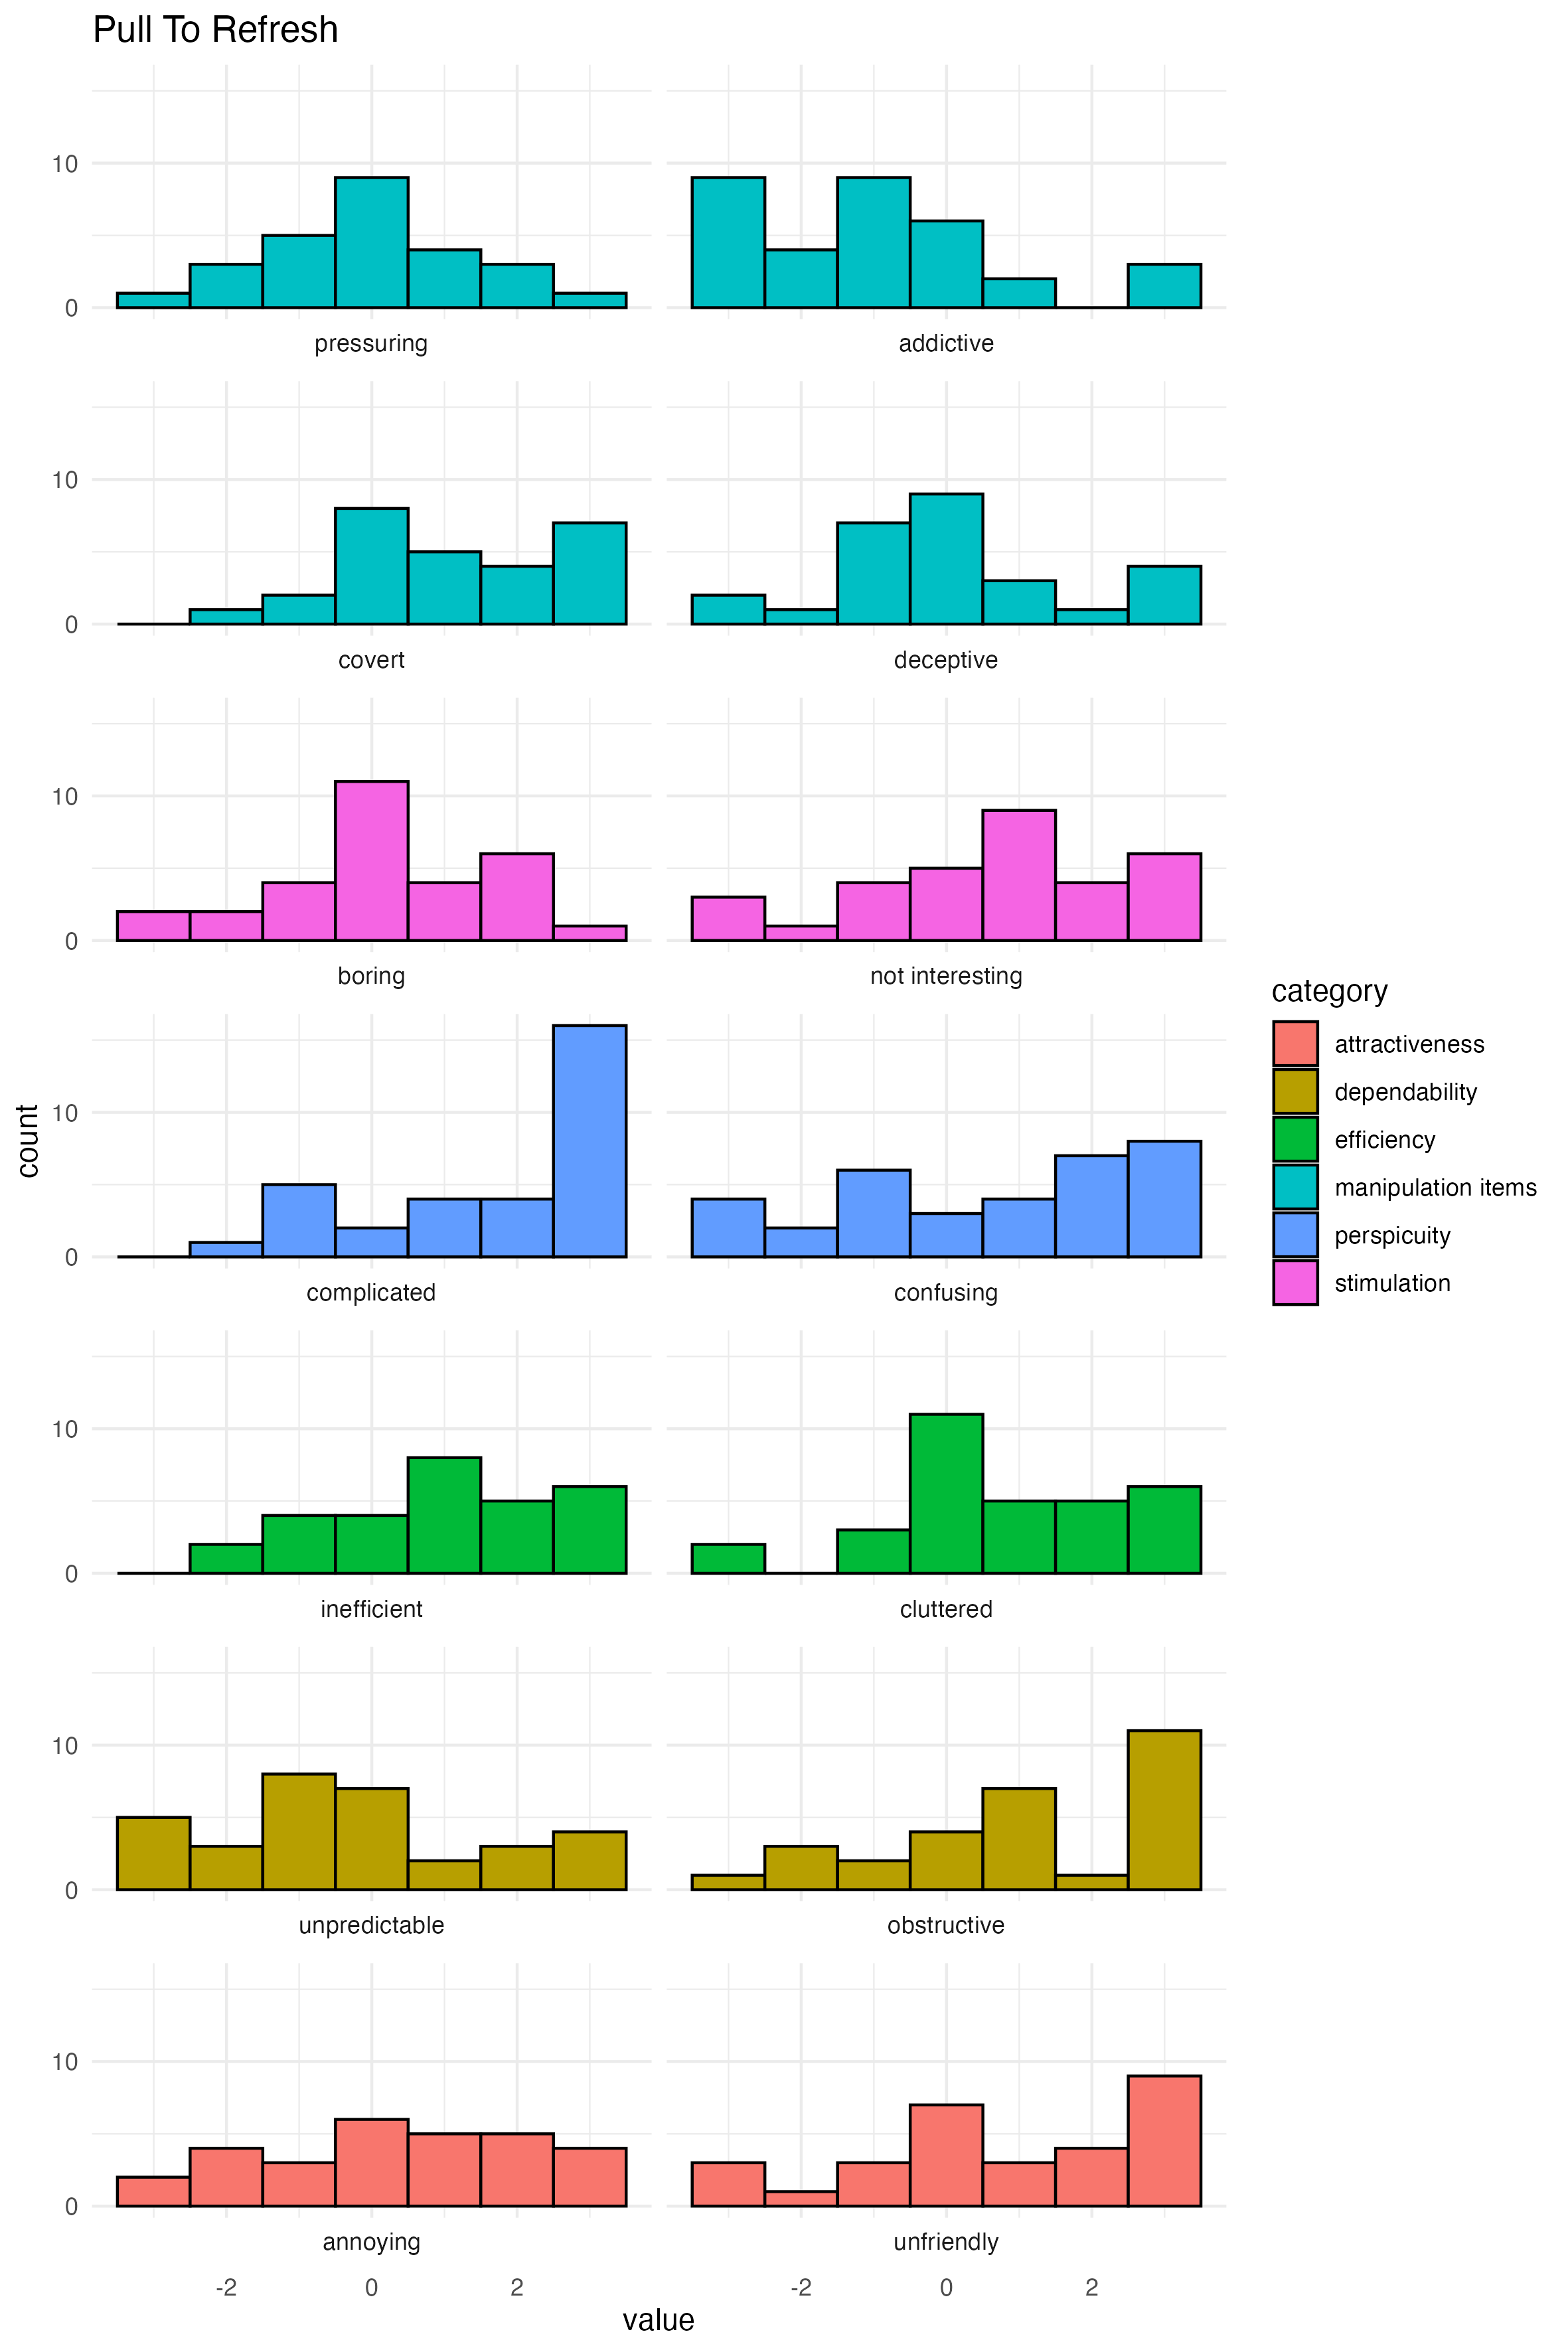 Pull To Refresh
10
0
pressuring
addictive
10
0
covert
deceptive
10
0
boring
not interesting
10
0
complicated
confusing
10
0
inefficient
cluttered
10
0
unpredictable
obstructive
10
0
annoying
unfriendly
-2 0 2 -2 0 2
value
count
category
attractiveness
dependability
efficiency
manipulation items
perspicuity
stimulation